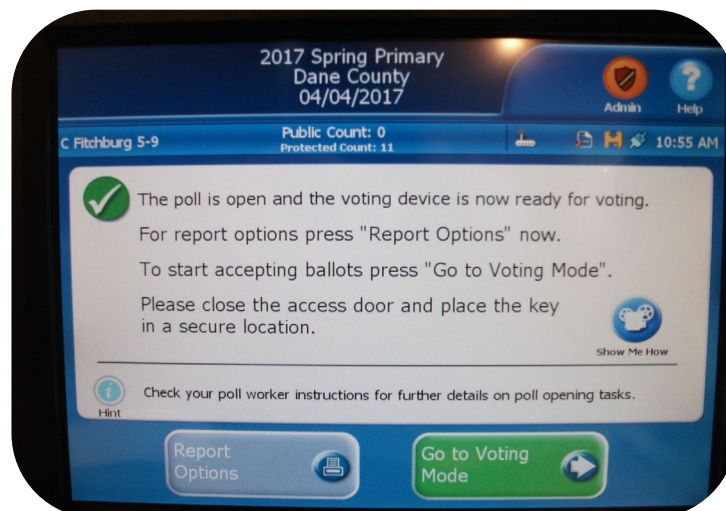 2017 Spring Primary
Dane County
04/04/2017
Admin
Help
C Fitchburg 5-9
Public Count: 0
Protected Count: 11
10:55 AM
The poll is open and the voting device is now ready for voting.
For report options press "Report Options" now.
To start accepting ballots press "Go to Voting Mode".
Please close the access door and place the key
in a secure location.
Show Me How
Hint
Check your poll worker instructions for further details on poll opening tasks.
Report
Options
Go to Voting
Mode